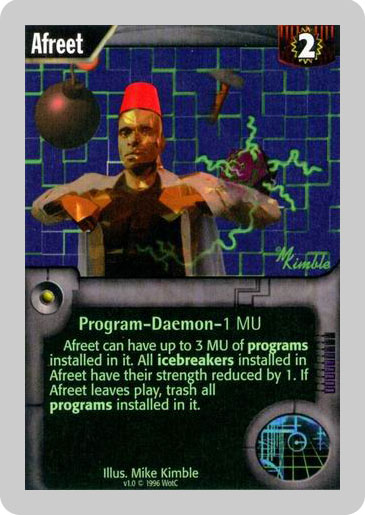 Afreet
2
M Kimble
Program-Daemon-1 MU
Afreet can have up to 3 MU of programs
installed in it. All icebreakers installed in
Afreet have their strength reduced by 1. If
Afreet leaves play, trash all
programs installed in it.
Illus. Mike Kimble
v1.0 © 1996 WotC